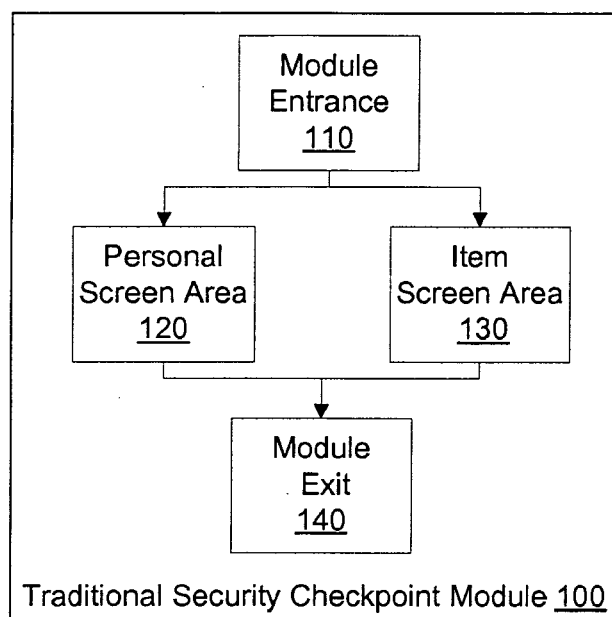 Module
Entrance
110
Personal
Screen Area
120
Item
Screen Area
130
Module
Exit
140
Traditional Security Checkpoint Module 100